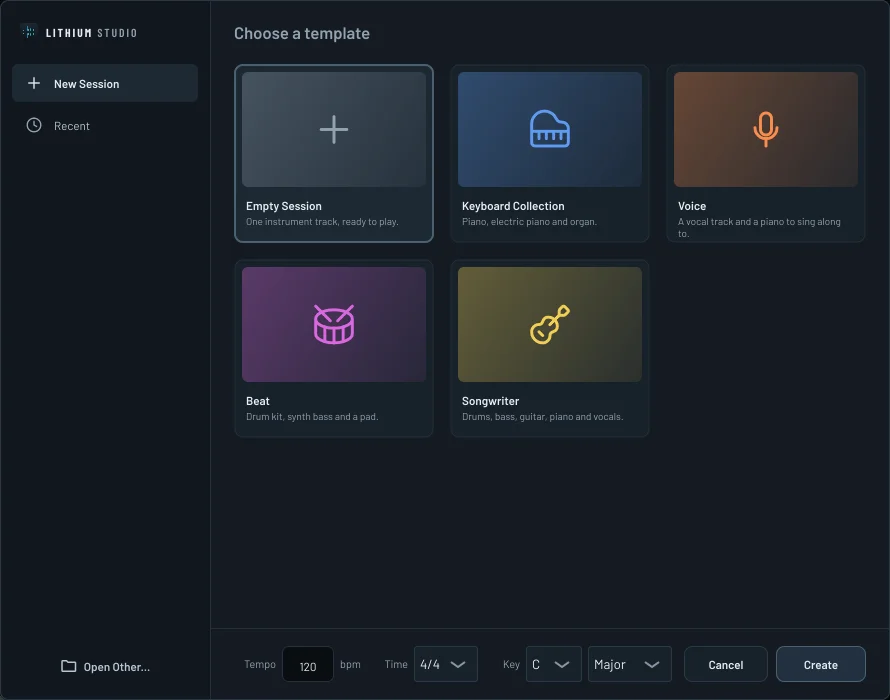 LITHIUM STUDIO
New Session
Recent
Open Other...
Choose a template
Empty Session
One instrument track, ready to play.
Keyboard Collection
Piano, electric piano and organ.
Voice
A vocal track and a piano to sing along
to.
Beat
Drum kit, synth bass and a pad.
Songwriter
Drums, bass, guitar, piano and vocals.
Tempo 120 bpm Time 4/4 Key C Major Cancel Create